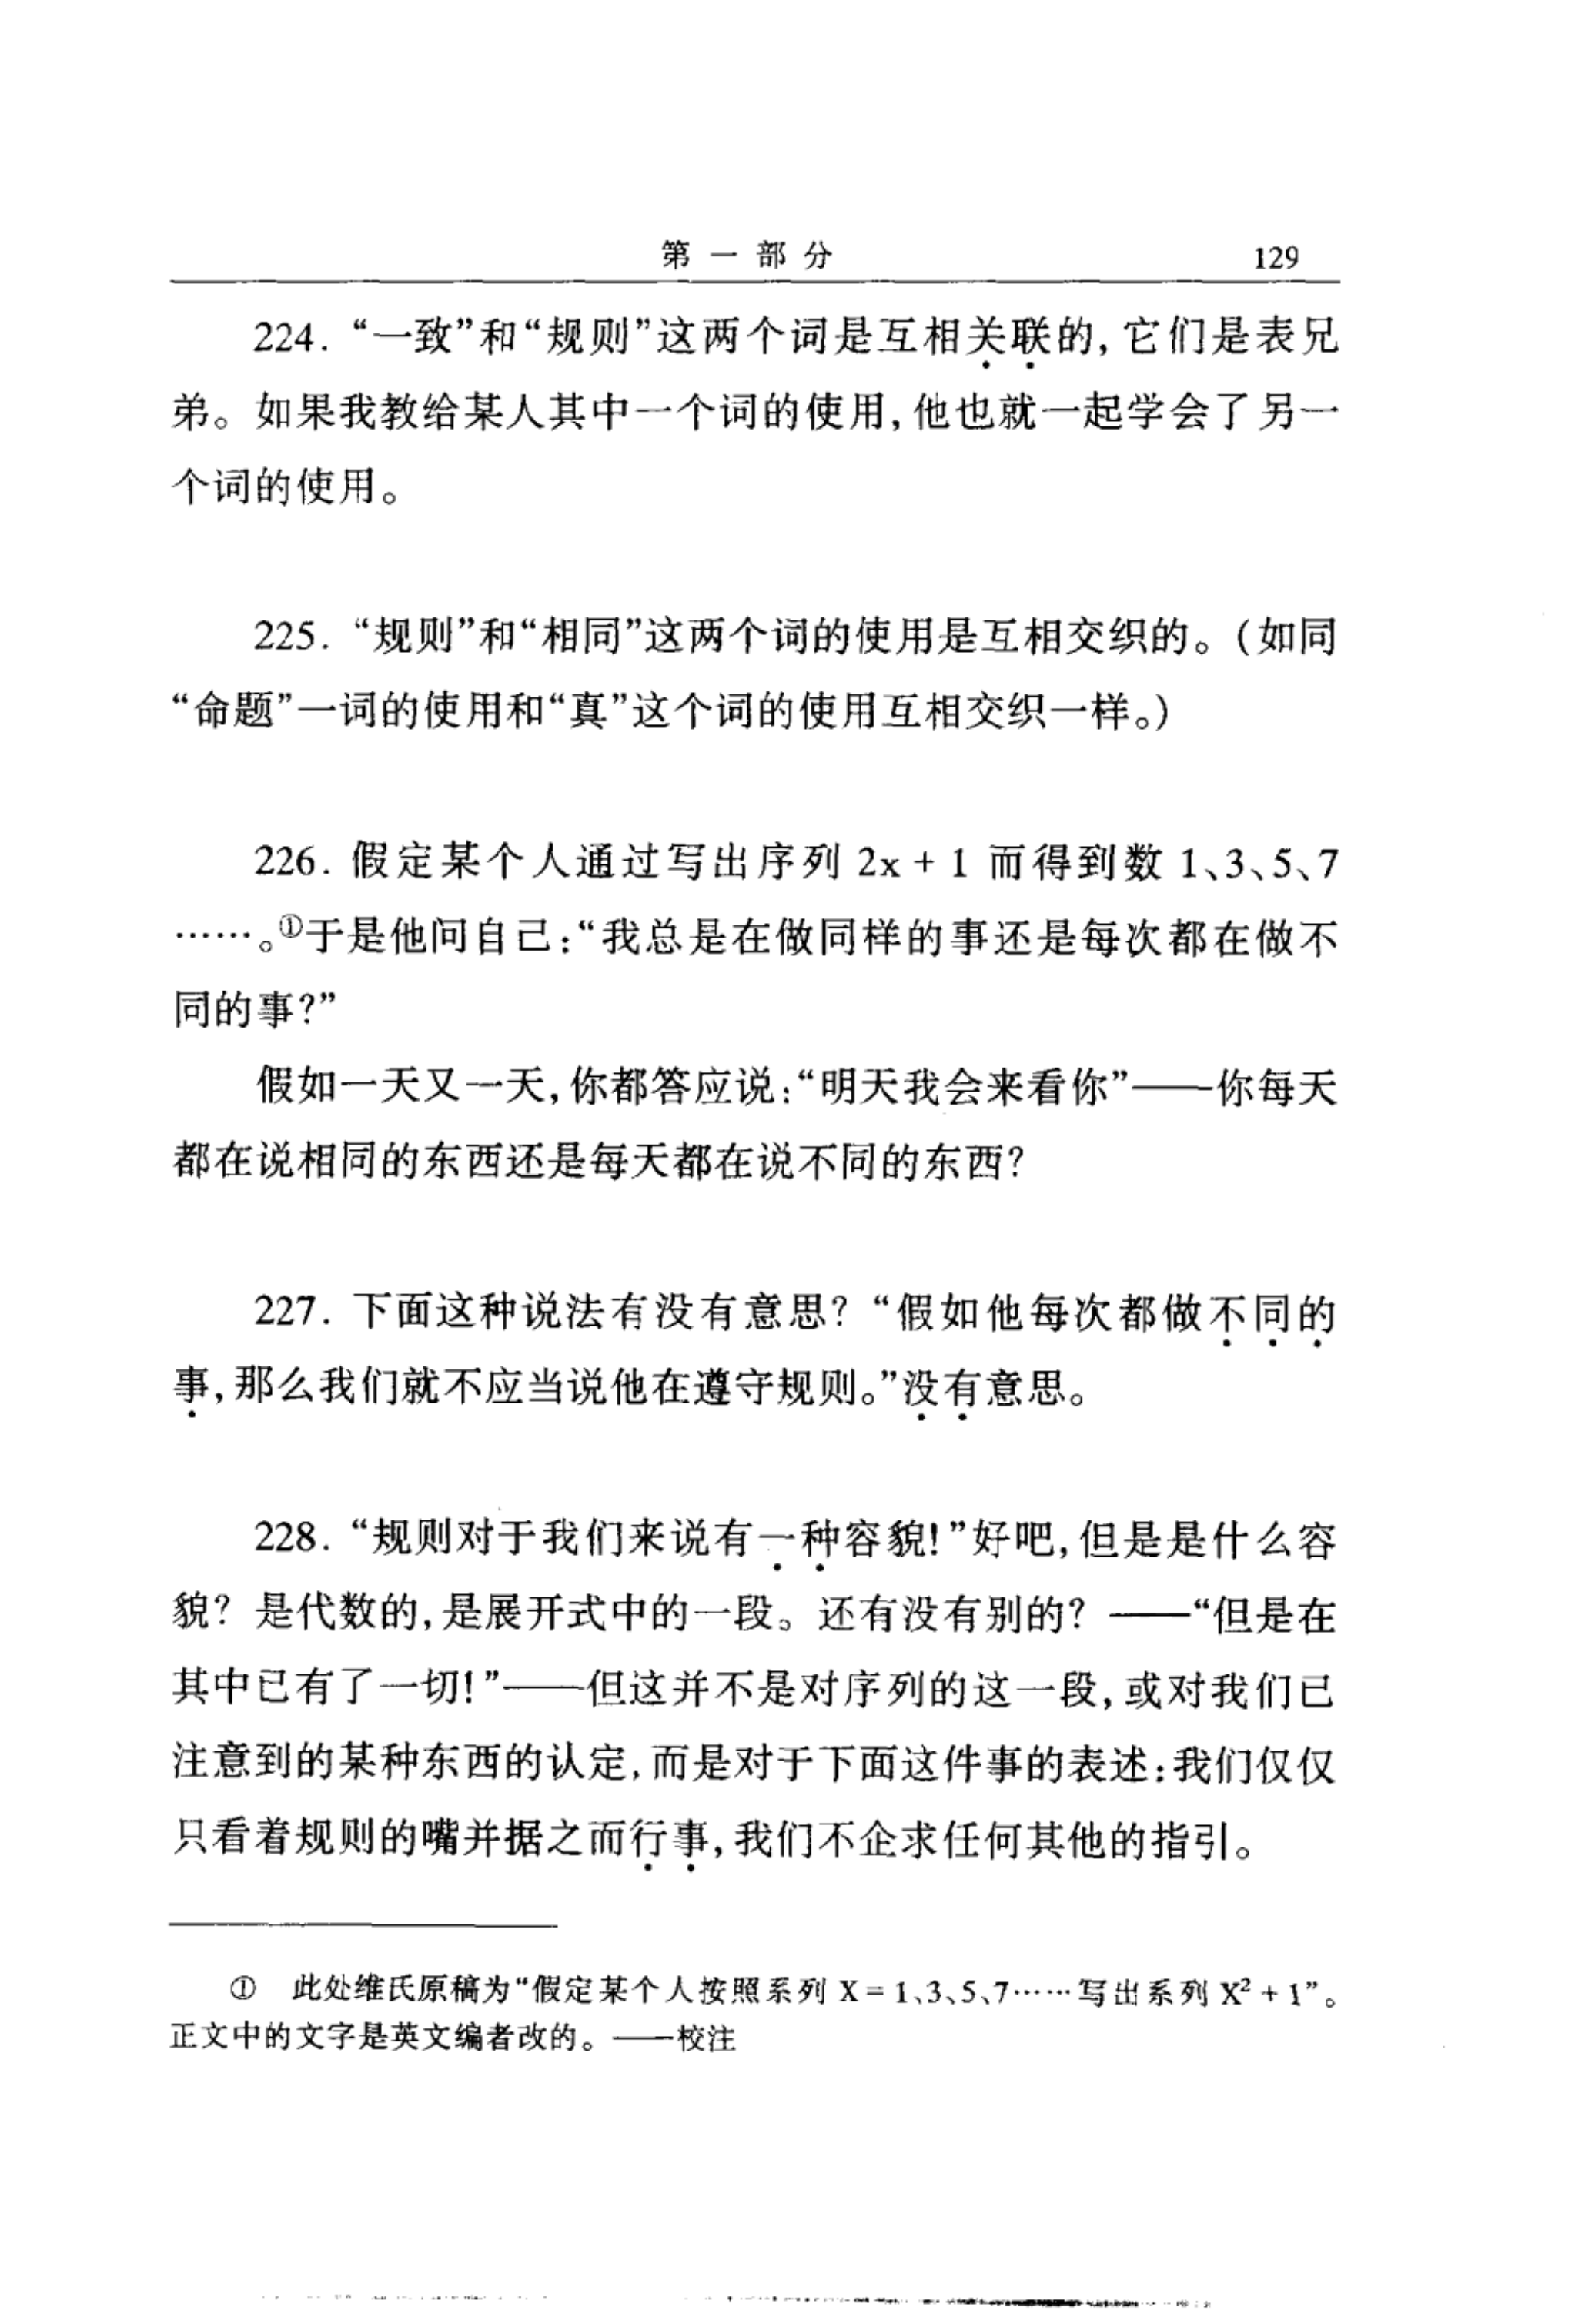 第一部分 129
224. “一致”和“规则”这两个词是互相关联的,它们是表兄
弟。如果我教给某人其中一个词的使用,他也就一起学会了另一
个词的使用。
225. “规则”和“相同”这两个词的使用是互相交织的。(如同
“命题”一词的使用和“真”这个词的使用互相交织一样。)
226. 假定某个人通过写出序列 2x + 1 而得到数 1、3、5、7
……。①于是他问自己:“我总是在做同样的事还是每次都在做不
同的事?”
假如一天又一天,你都答应说:“明天我会来看你”——你每天
都在说相同的东西还是每天都在说不同的东西?
227. 下面这种说法有没有意思? “假如他每次都做不同的
事,那么我们就不应当说他在遵守规则。”没有意思。
228. “规则对于我们来说有一种容貌!”好吧,但是是什么容
貌? 是代数的,是展开式中的一段。还有没有别的? ——“但是在
其中已有了一切!”——但这并不是对序列的这一段,或对我们已
注意到的某种东西的认定,而是对于下面这件事的表述:我们仅仅
只看着规则的嘴并据之而行事,我们不企求任何其他的指引。
① 此处维氏原稿为“假定某个人按照系列 X = 1、3、5、7……写出系列 X² + 1”。
正文中的文字是英文编者改的。——校注